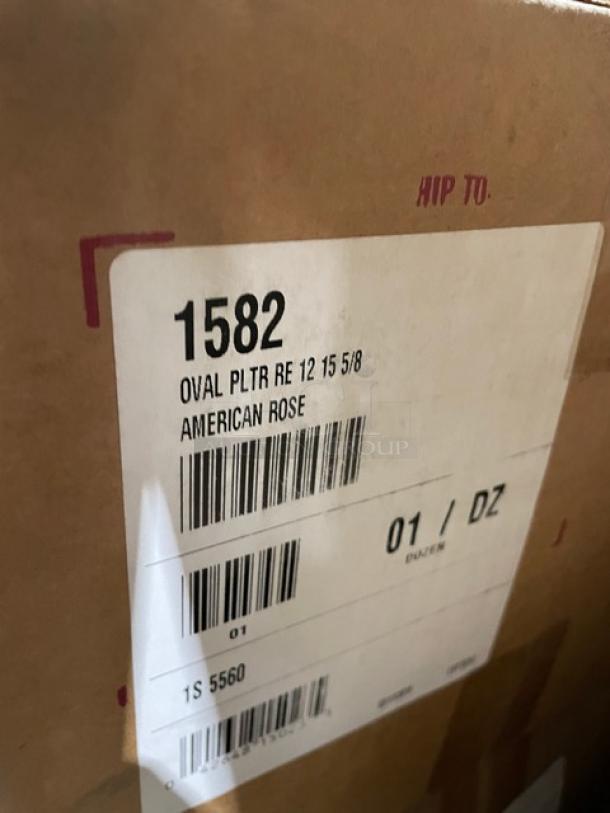 HIP TO:
1582
OVAL PLTR RE 12 15 5/8
AMERICAN ROSE
01 / DZ
DOZEN
01
1S 5560